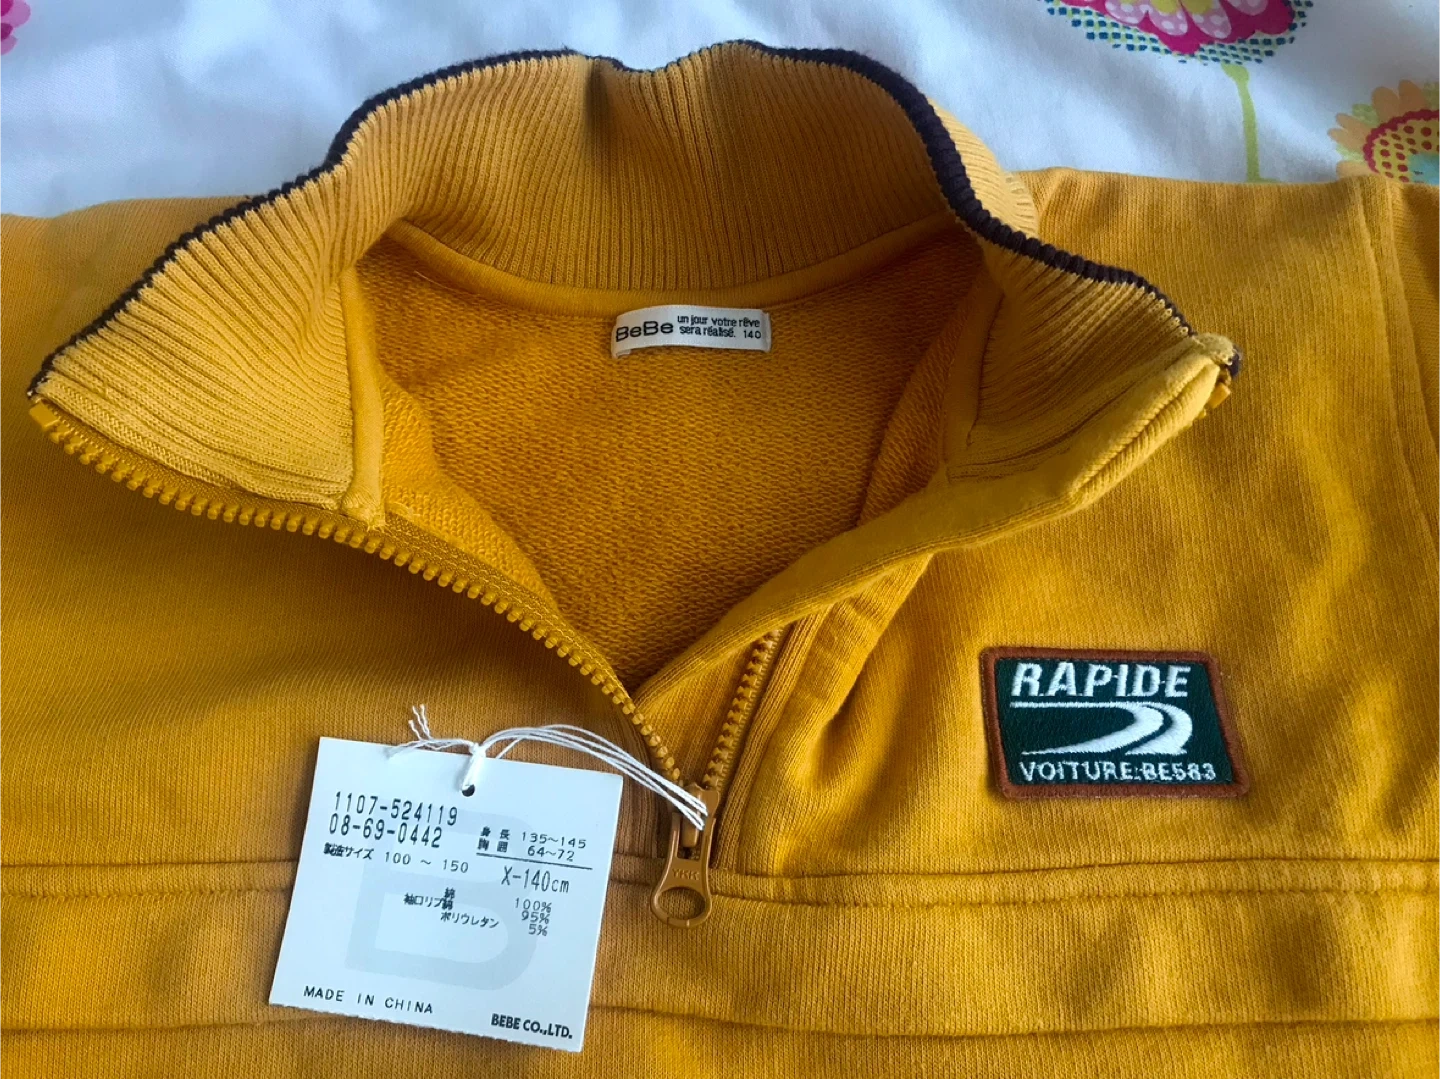 BeBe un jour votre rêve
sera réalisé. 140
RAPIDE
VOITURE:BE583
1107-524119
08-69-0442
製造サイズ 100 ~ 150
身長 135~145
胸囲 64~72
X-140cm
綿 100%
袖口リブ綿 95%
ポリウレタン 5%
MADE IN CHINA
BEBE CO.,LTD.
YKK